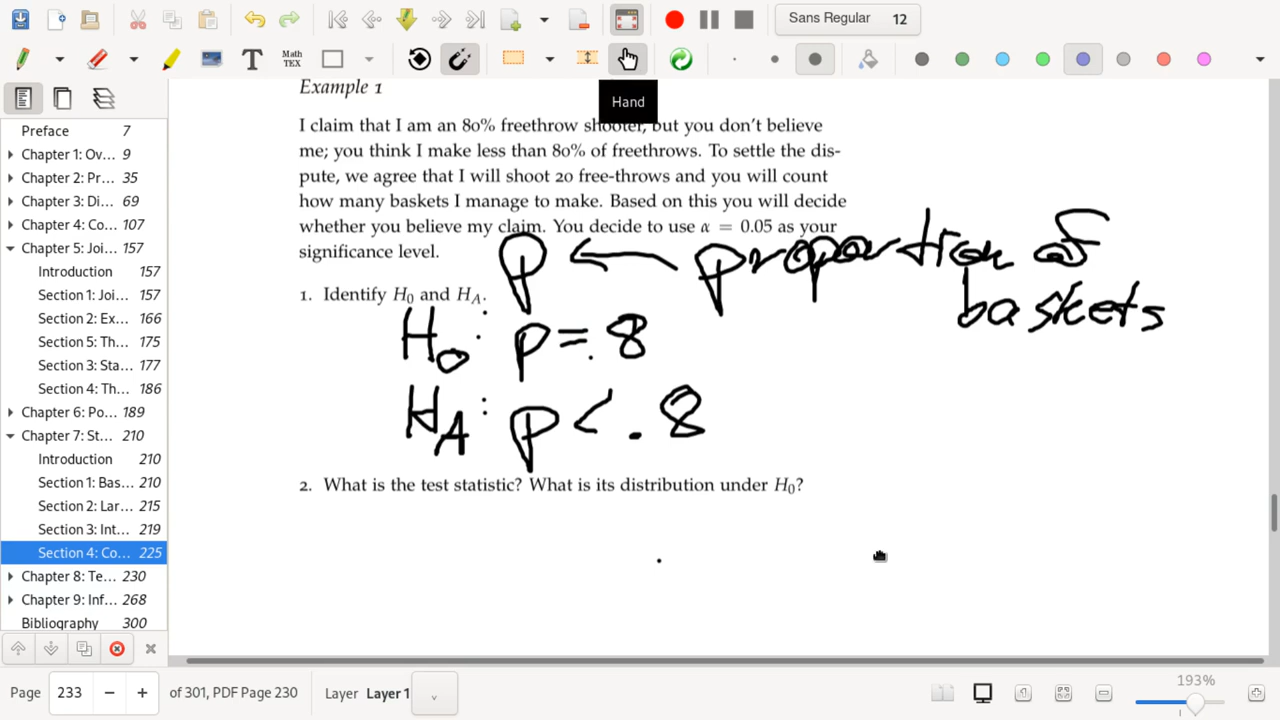 Sans Regular 12
Math
TEX
Hand
Preface 7
Chapter 1: Ov... 9
Chapter 2: Pr... 35
Chapter 3: Di... 69
Chapter 4: Co... 107
Chapter 5: Joi... 157
Introduction 157
Section 1: Joi... 157
Section 2: Ex... 166
Section 5: Th... 175
Section 3: Sta... 177
Section 4: Th... 186
Chapter 6: Po... 189
Chapter 7: St... 210
Introduction 210
Section 1: Bas... 210
Section 2: Lar... 215
Section 3: Int... 219
Section 4: Co... 225
Chapter 8: Te... 230
Chapter 9: Inf... 268
Bibliography 300
Example 1
I claim that I am an 80% freethrow shooter, but you don't believe
me; you think I make less than 80% of freethrows. To settle the dis-
pute, we agree that I will shoot 20 free-throws and you will count
how many baskets I manage to make. Based on this you will decide
whether you believe my claim. You decide to use α = 0.05 as your
significance level.
p ← proportion of
baskets
1. Identify H₀ and H_A.
H₀: p = .8
H_A: p < .8
2. What is the test statistic? What is its distribution under H₀?
Page 233 of 301, PDF Page 230
Layer Layer 1
193%